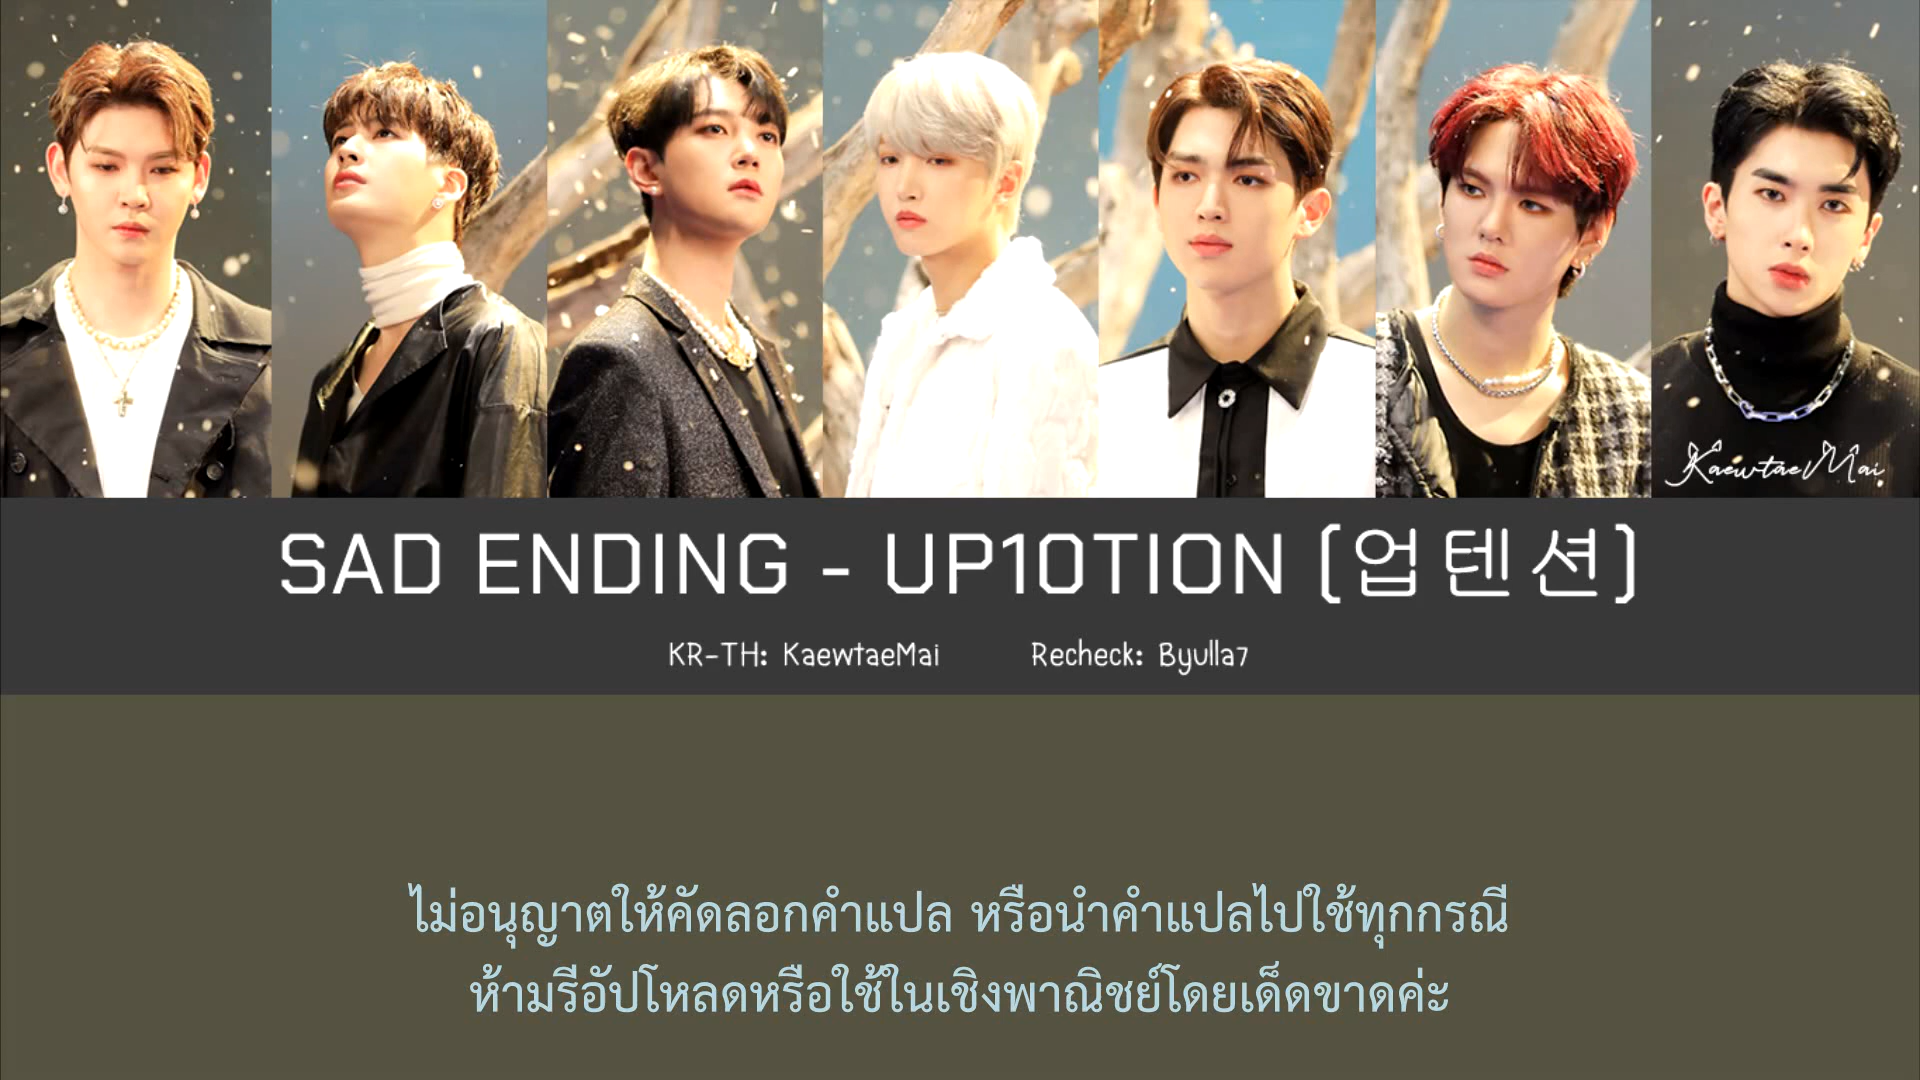 KaewtaeMai
SAD ENDING - UP10TION (업텐션)
KR-TH: KaewtaeMai Recheck: Byulla7
ไม่อนุญาตให้คัดลอกคำแปล หรือนำคำแปลไปใช้ทุกกรณี
ห้ามรีอัปโหลดหรือใช้ในเชิงพาณิชย์โดยเด็ดขาดค่ะ